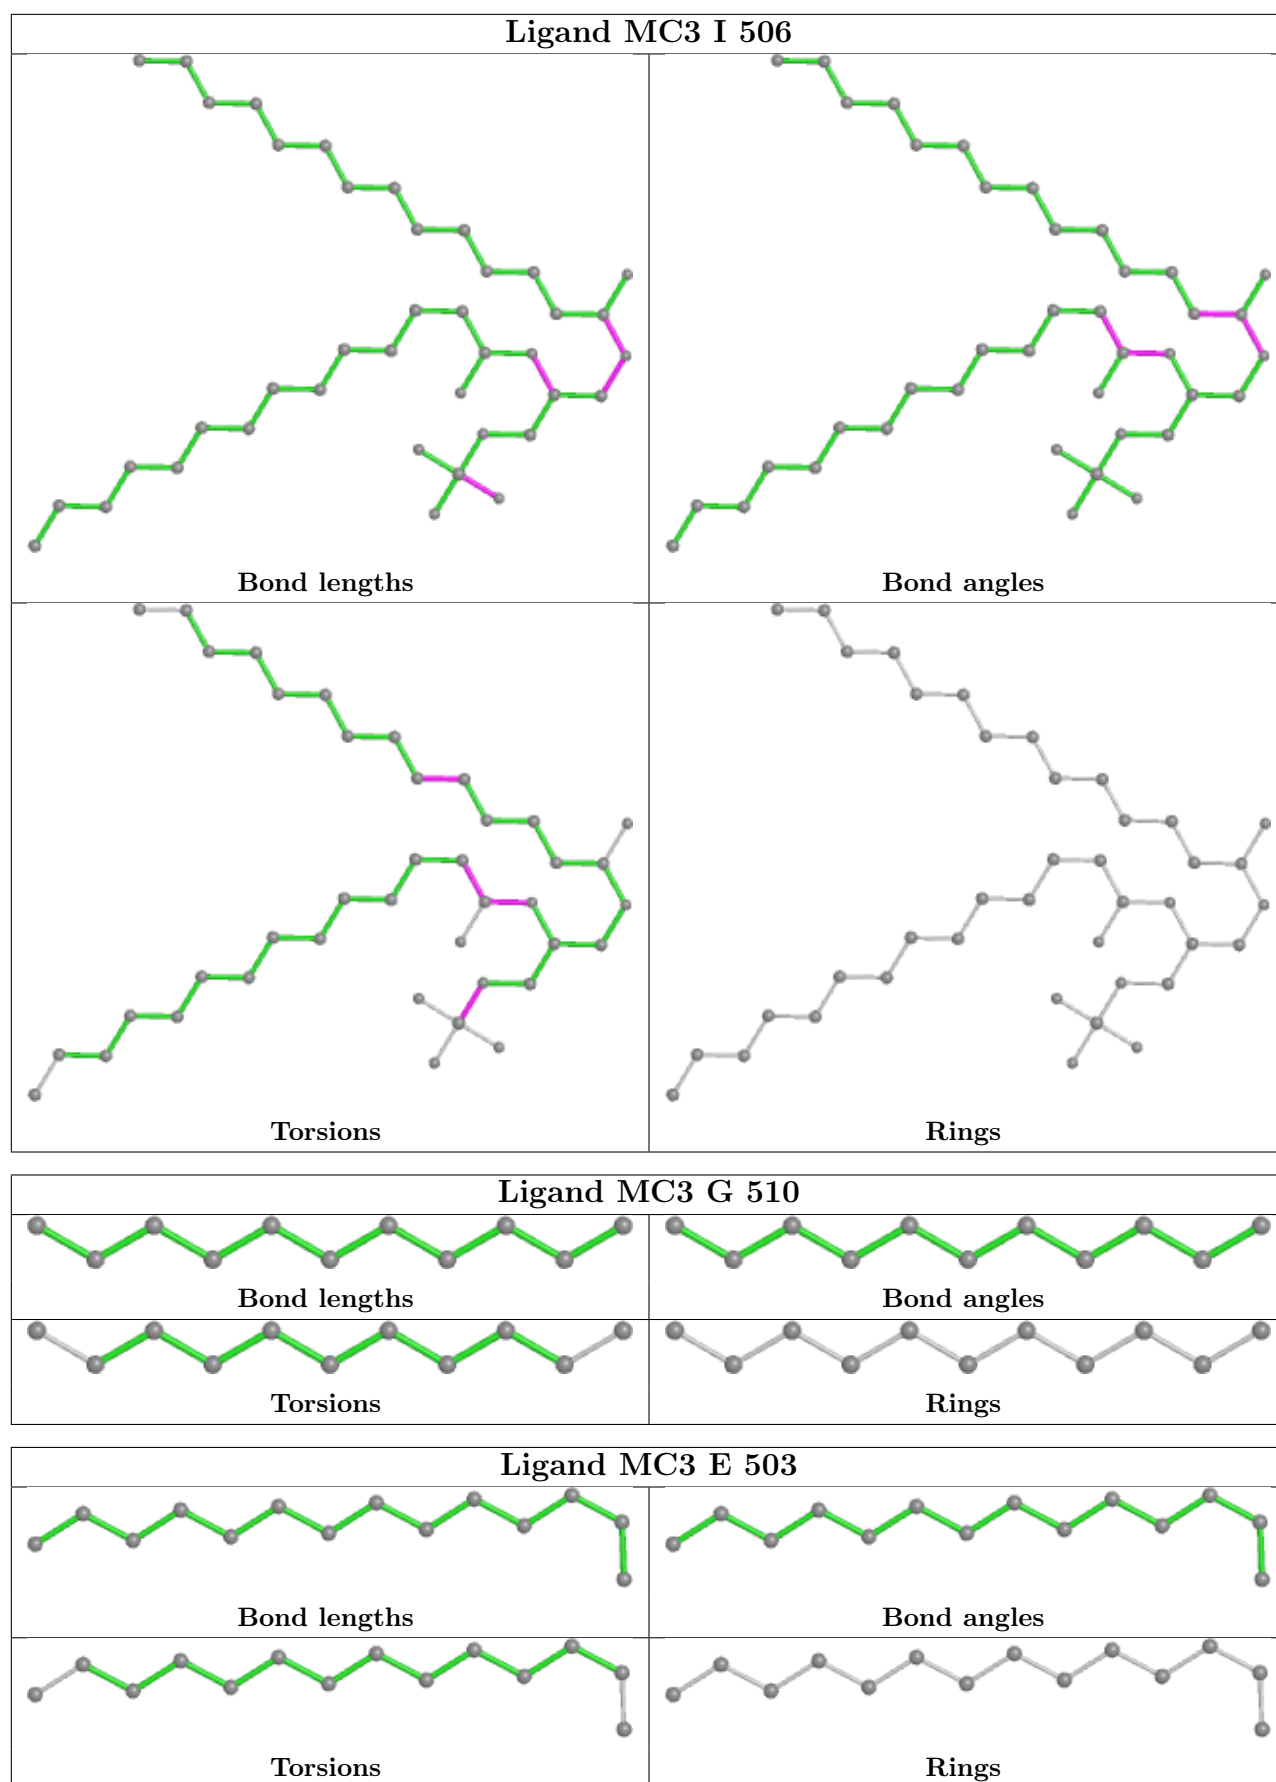 Ligand MC3 I 506
Bond lengths
Bond angles
Torsions
Rings
Ligand MC3 G 510
Bond lengths
Bond angles
Torsions
Rings
Ligand MC3 E 503
Bond lengths
Bond angles
Torsions
Rings